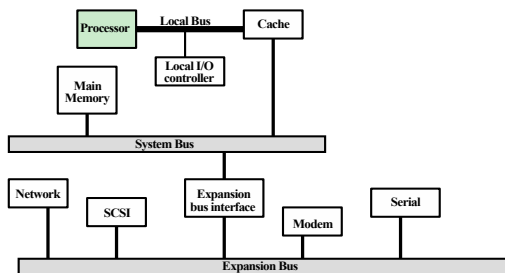 Processor
Local Bus
Cache
Local I/O
controller
Main
Memory
System Bus
Network
SCSI
Expansion
bus interface
Modem
Serial
Expansion Bus